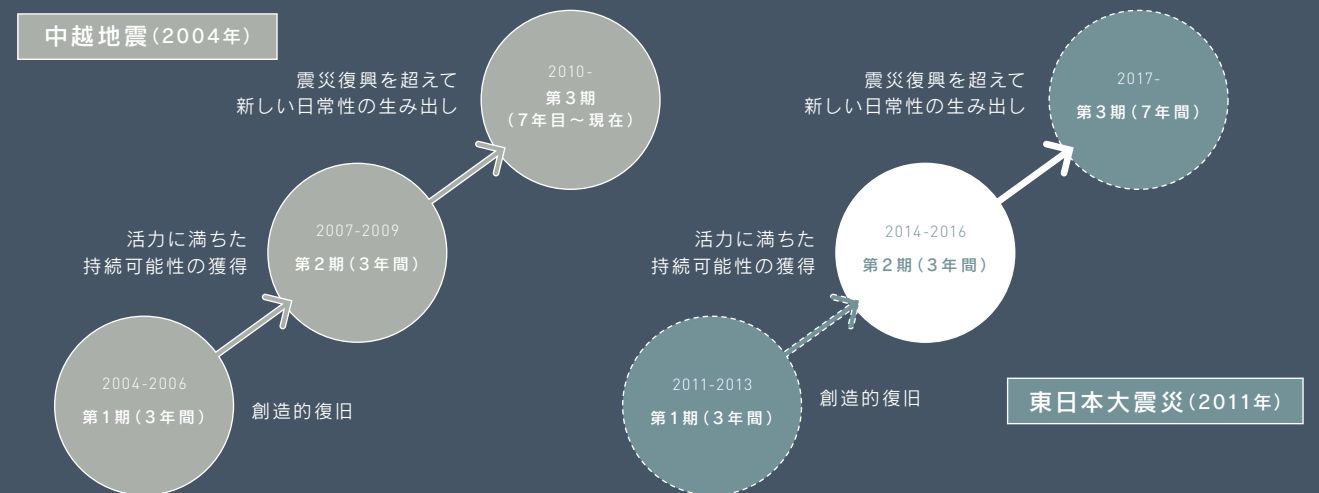 中越地震（2004年）
震災復興を超えて
新しい日常性の生み出し
2010-
第3期
（7年目～現在）
活力に満ちた
持続可能性の獲得
2007-2009
第2期（3年間）
2004-2006
第1期（3年間）
創造的復旧
震災復興を超えて
新しい日常性の生み出し
2017-
第3期（7年間）
活力に満ちた
持続可能性の獲得
2014-2016
第2期（3年間）
2011-2013
第1期（3年間）
創造的復旧
東日本大震災（2011年）